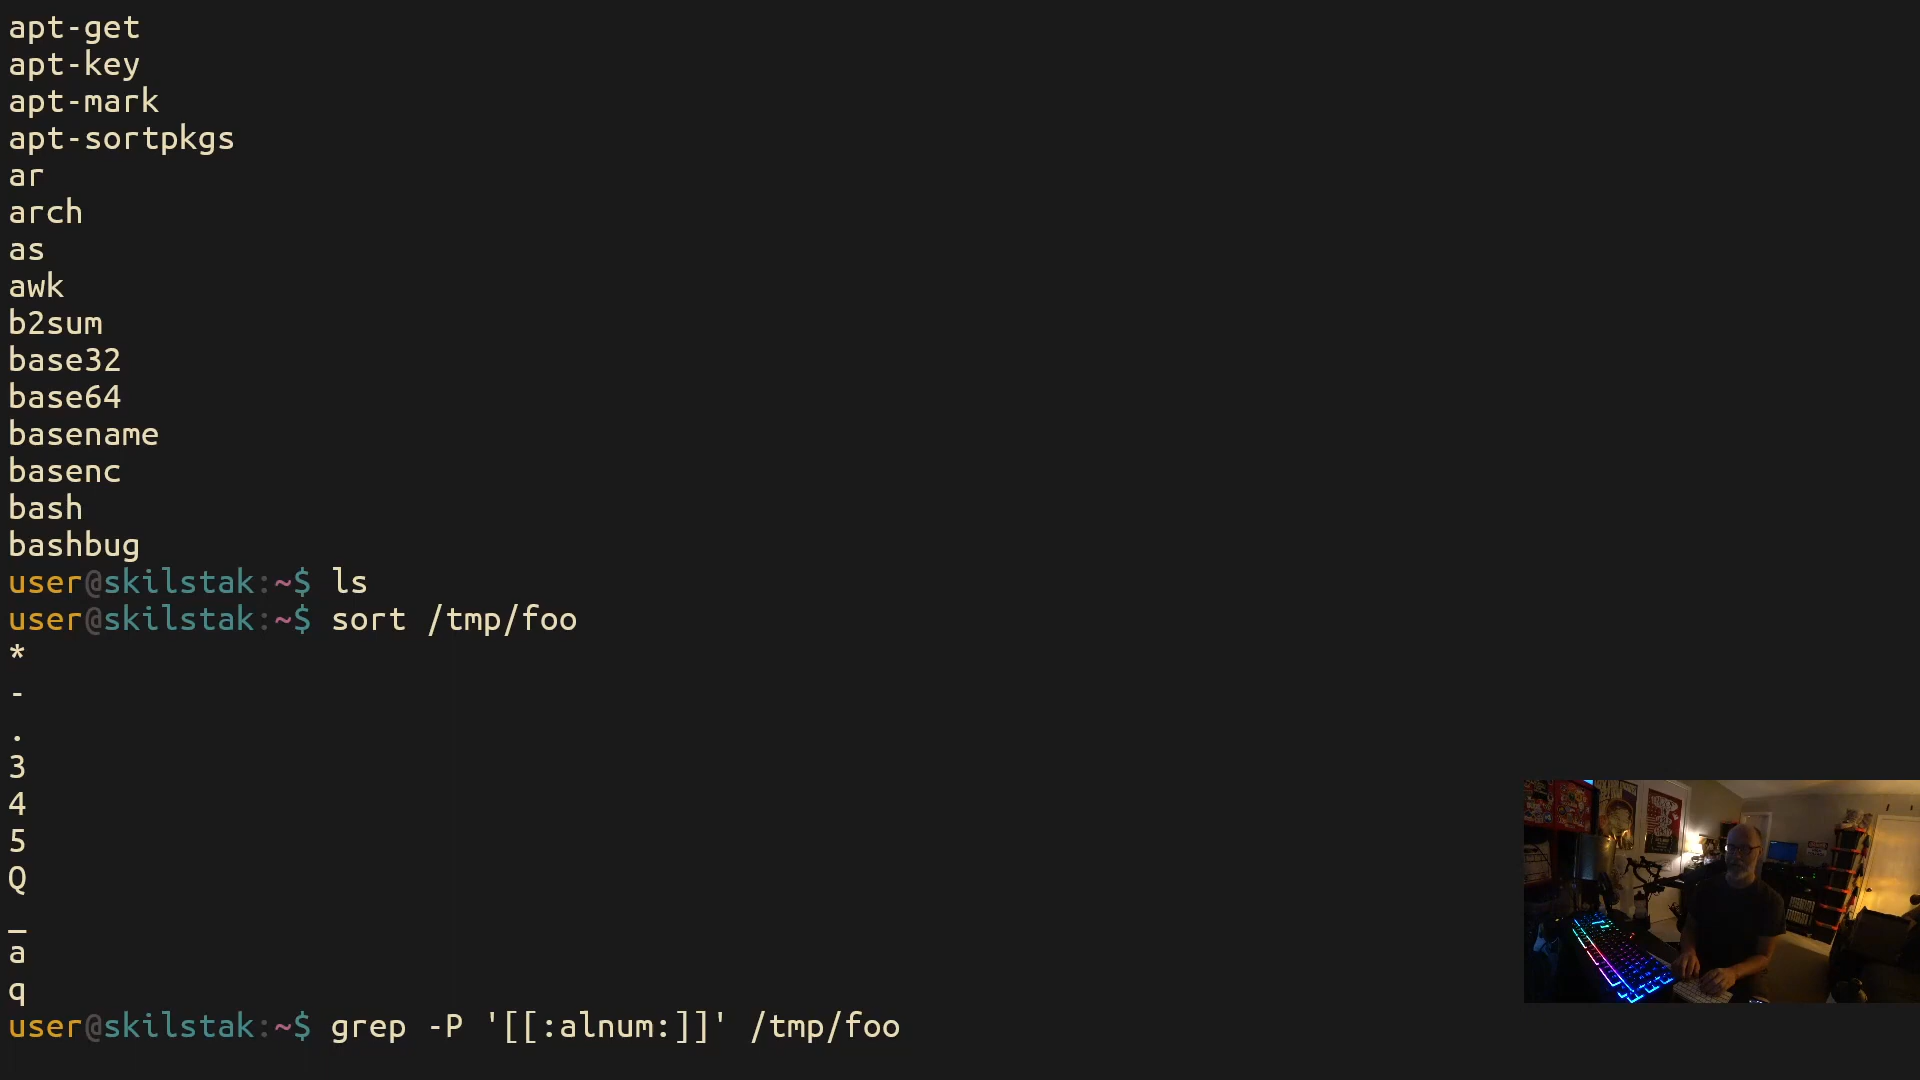 apt-get
apt-key
apt-mark
apt-sortpkgs
ar
arch
as
awk
b2sum
base32
base64
basename
basenc
bash
bashbug
user@skilstak:~$ ls
user@skilstak:~$ sort /tmp/foo
*
-
.
3
4
5
Q
_
a
q
user@skilstak:~$ grep -P '[[:alnum:]]' /tmp/foo